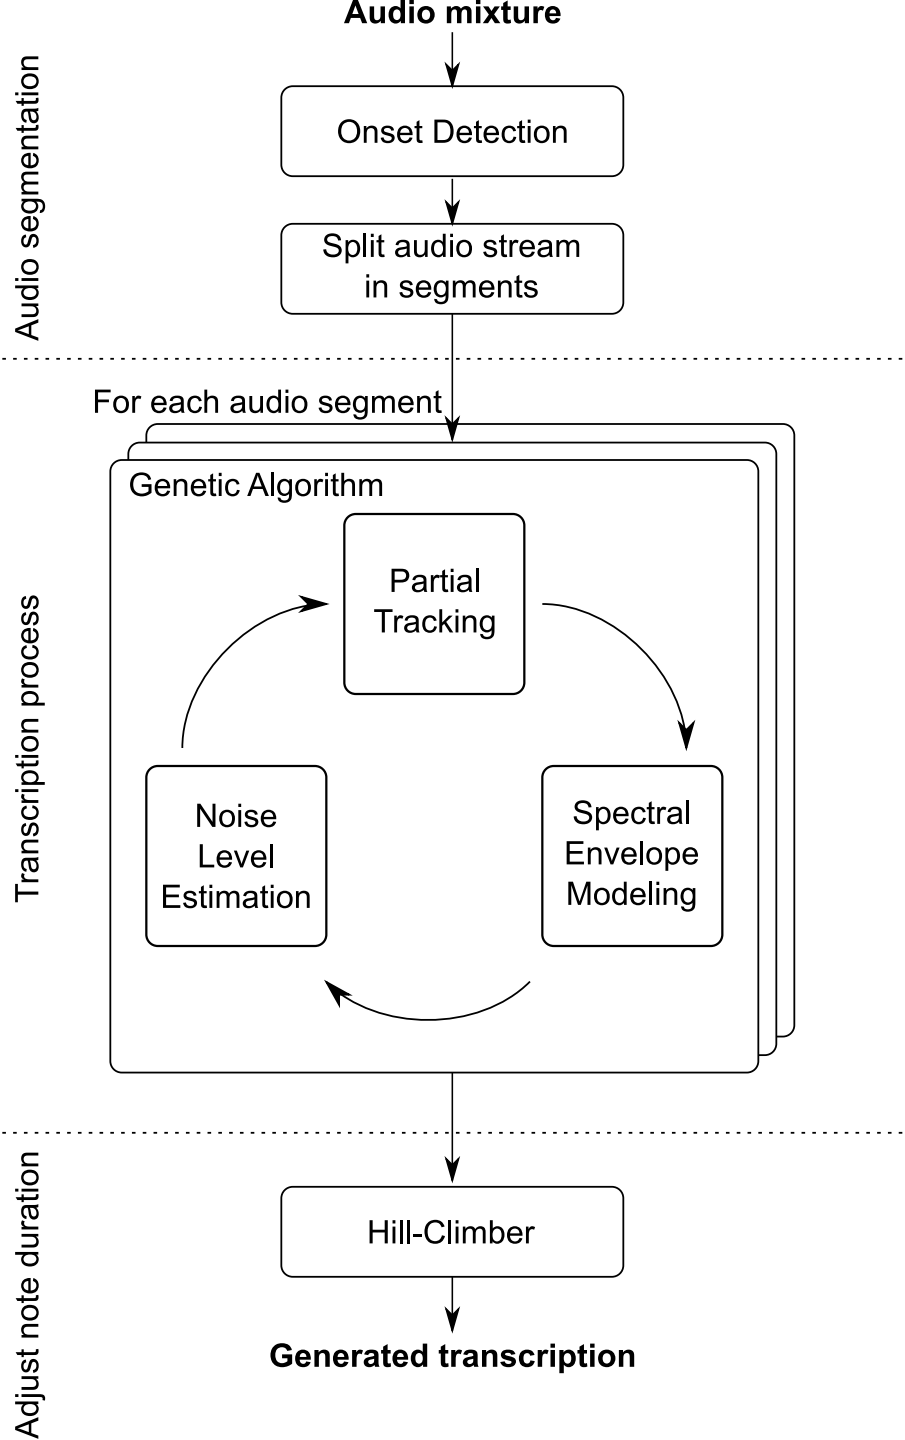 Audio mixture
Audio segmentation
Onset Detection
Split audio stream
in segments
For each audio segment
Transcription process
Genetic Algorithm
Partial
Tracking
Noise
Level
Estimation
Spectral
Envelope
Modeling
Adjust note duration
Hill-Climber
Generated transcription